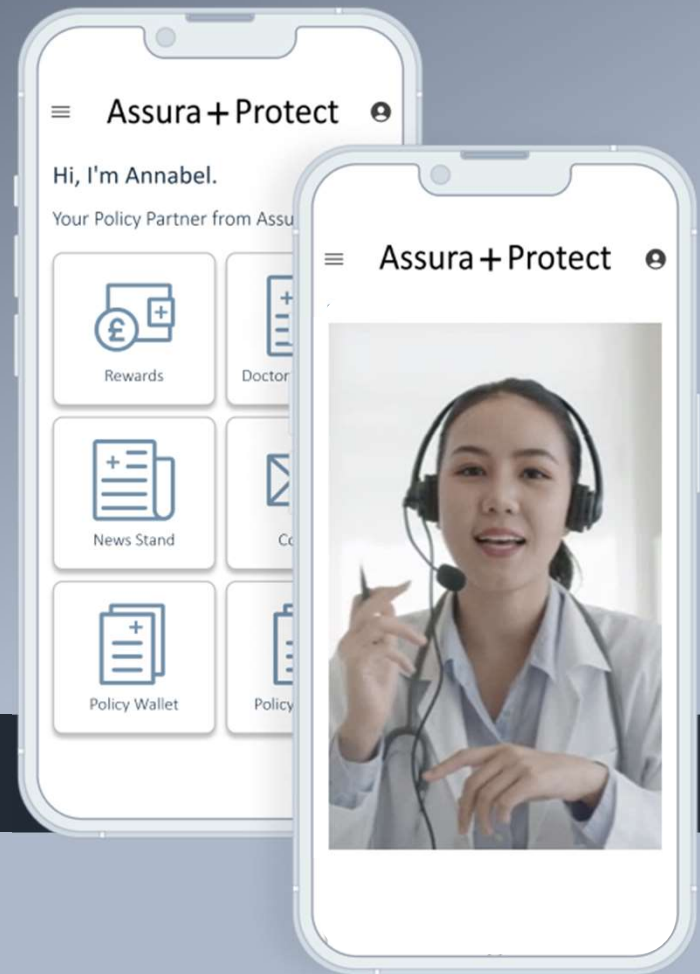 Assura+Protect
Hi, I'm Annabel.
Your Policy Partner from Assu
£
Rewards
Doctor
News Stand
Policy Wallet
Policy
Assura+Protect